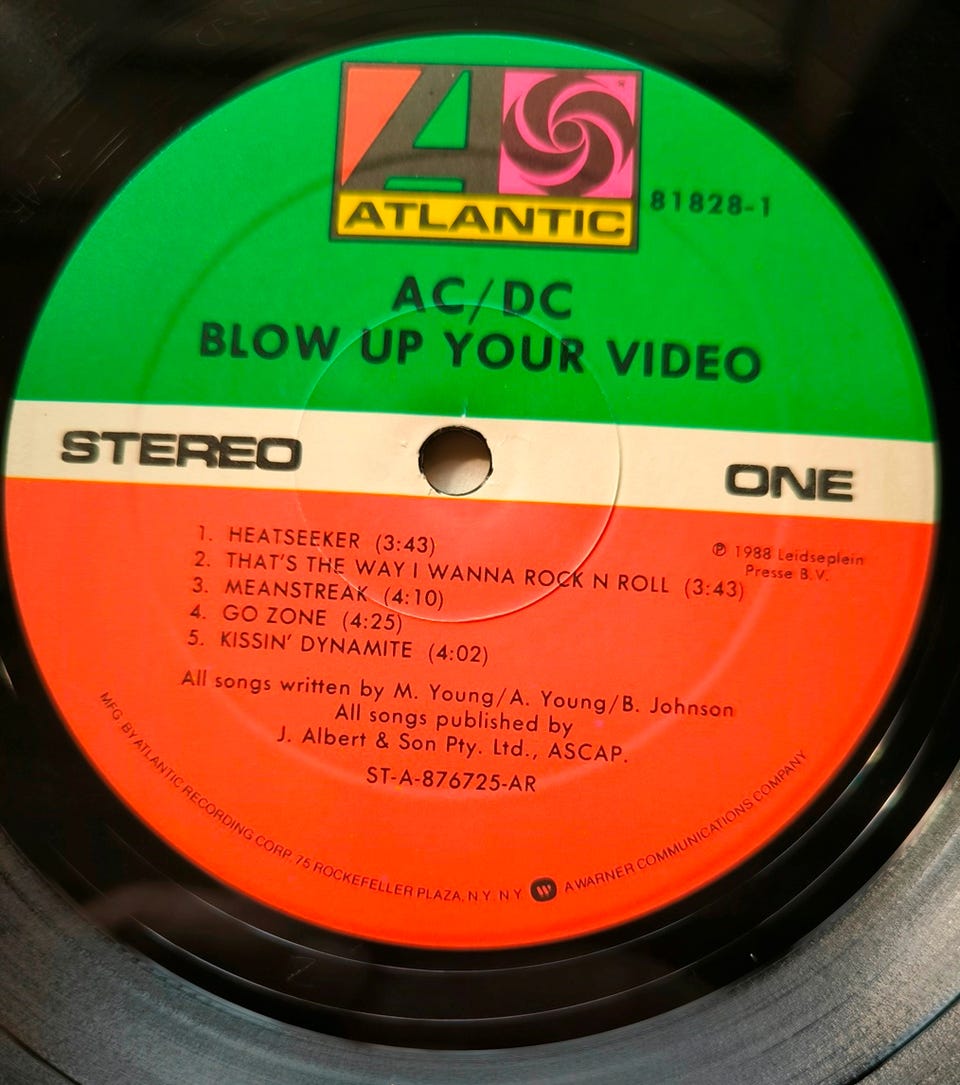 A
ATLANTIC
81828-1
AC/DC
BLOW UP YOUR VIDEO
STEREO
ONE
1. HEATSEEKER (3:43)
2. THAT'S THE WAY I WANNA ROCK N ROLL (3:43)
3. MEANSTREAK (4:10)
4. GO ZONE (4:25)
5. KISSIN' DYNAMITE (4:02)
℗ 1988 Leidseplein
Presse B.V.
All songs written by M. Young/A. Young/B. Johnson
All songs published by
J. Albert & Son Pty. Ltd., ASCAP.
ST-A-876725-AR
MFG BY ATLANTIC RECORDING CORP. 75 ROCKEFELLER PLAZA, N.Y. N.Y. W A WARNER COMMUNICATIONS COMPANY